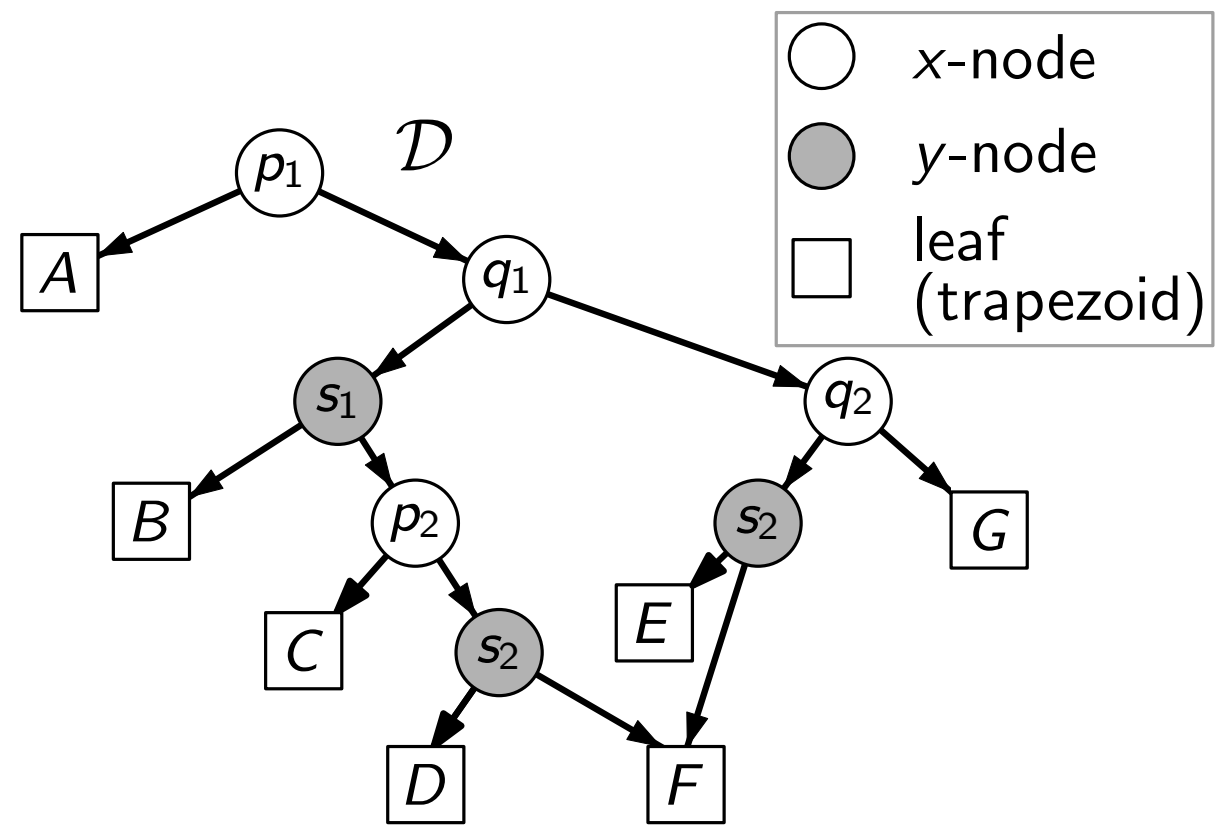 𝒟
p₁
A
q₁
s₁
q₂
B
p₂
s₂
G
C
s₂
E
D
F
x-node
y-node
leaf
(trapezoid)